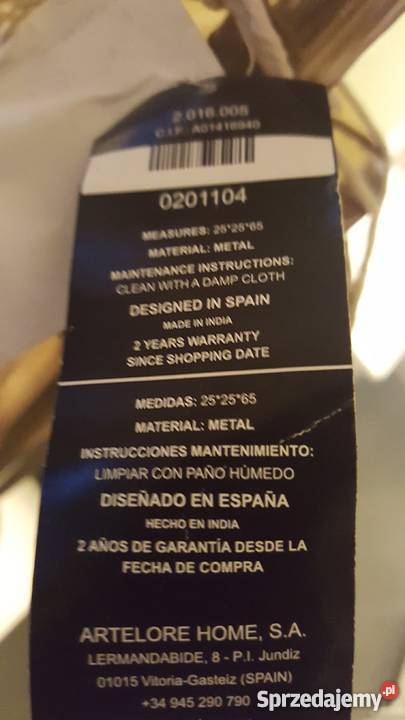 2.016.005
C.I.F.: A01416940
0201104
MEASURES: 25*25*65
MATERIAL: METAL
MAINTENANCE INSTRUCTIONS:
CLEAN WITH A DAMP CLOTH
DESIGNED IN SPAIN
MADE IN INDIA
2 YEARS WARRANTY
SINCE SHOPPING DATE
MEDIDAS: 25*25*65
MATERIAL: METAL
INSTRUCCIONES MANTENIMIENTO:
LIMPIAR CON PAÑO HÚMEDO
DISEÑADO EN ESPAÑA
HECHO EN INDIA
2 AÑOS DE GARANTÍA DESDE LA
FECHA DE COMPRA
ARTELORE HOME, S.A.
LERMANDABIDE, 8 - P.I. Jundiz
01015 Vitoria-Gasteiz (SPAIN)
+34 945 290 790
Sprzedajemy.pl